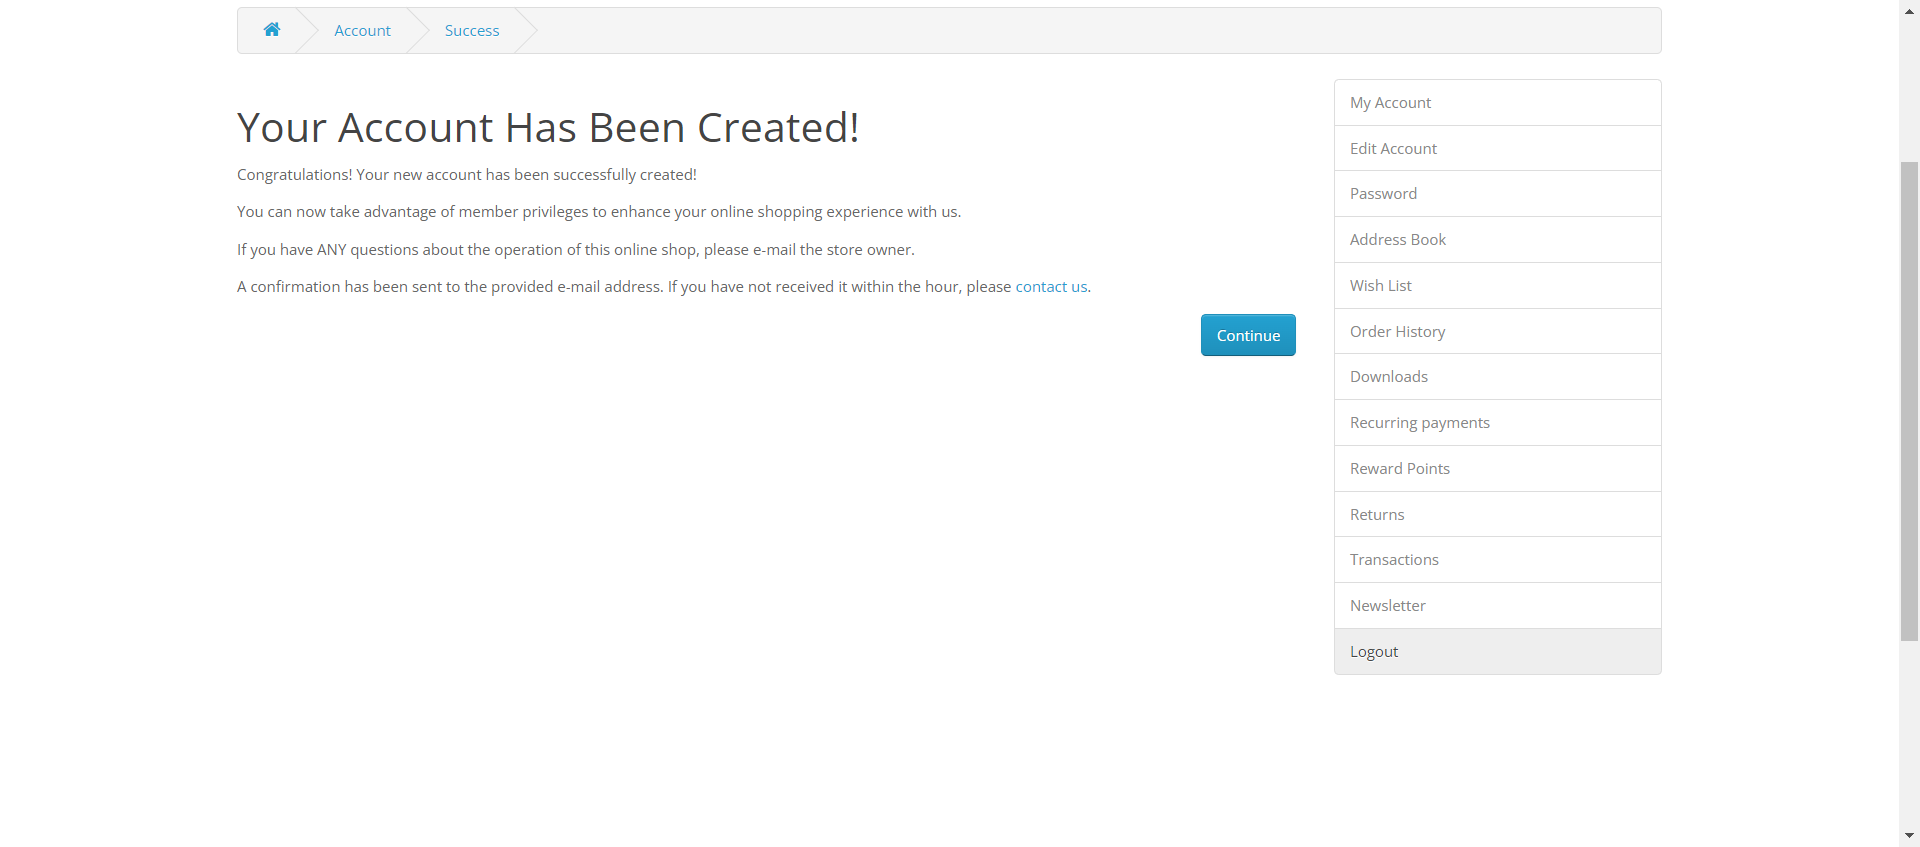 Account
Success
Your Account Has Been Created!
Congratulations! Your new account has been successfully created!
You can now take advantage of member privileges to enhance your online shopping experience with us.
If you have ANY questions about the operation of this online shop, please e-mail the store owner.
A confirmation has been sent to the provided e-mail address. If you have not received it within the hour, please contact us.
Continue
My Account
Edit Account
Password
Address Book
Wish List
Order History
Downloads
Recurring payments
Reward Points
Returns
Transactions
Newsletter
Logout